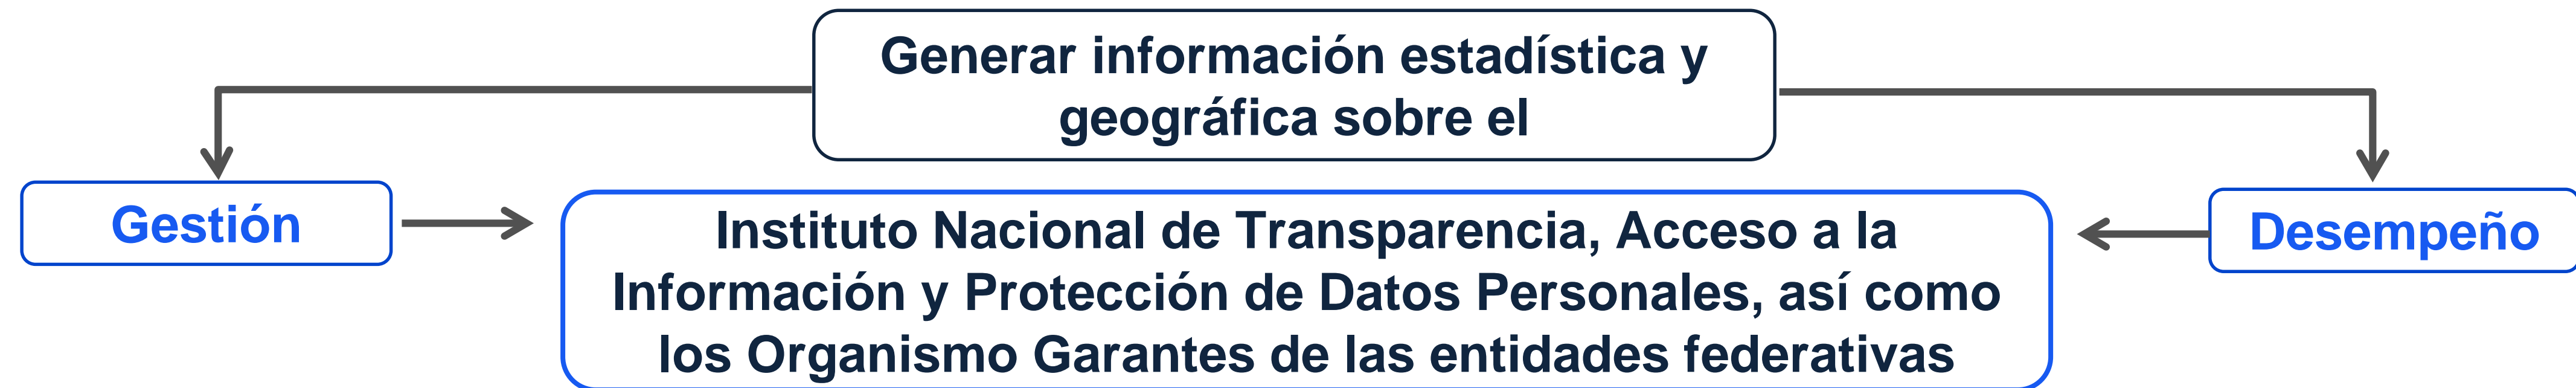 Generar información estadística y
geográfica sobre el
Gestión
Desempeño
Instituto Nacional de Transparencia, Acceso a la
Información y Protección de Datos Personales, así como
los Organismo Garantes de las entidades federativas